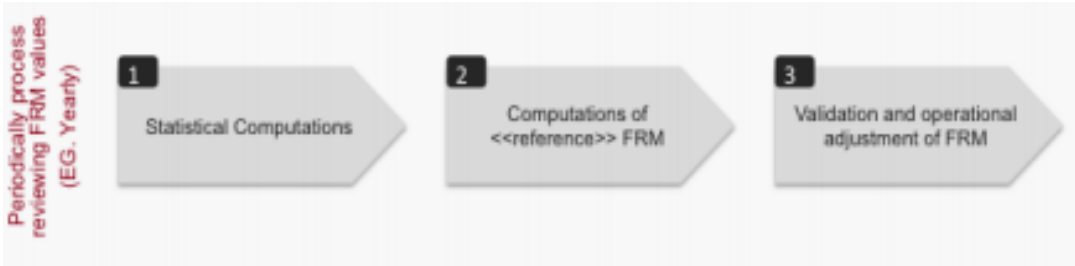 Periodically process
reviewing FRM values
(EG. Yearly)
1
Statistical Computations
2
Computations of
<<reference>> FRM
3
Validation and operational
adjustment of FRM